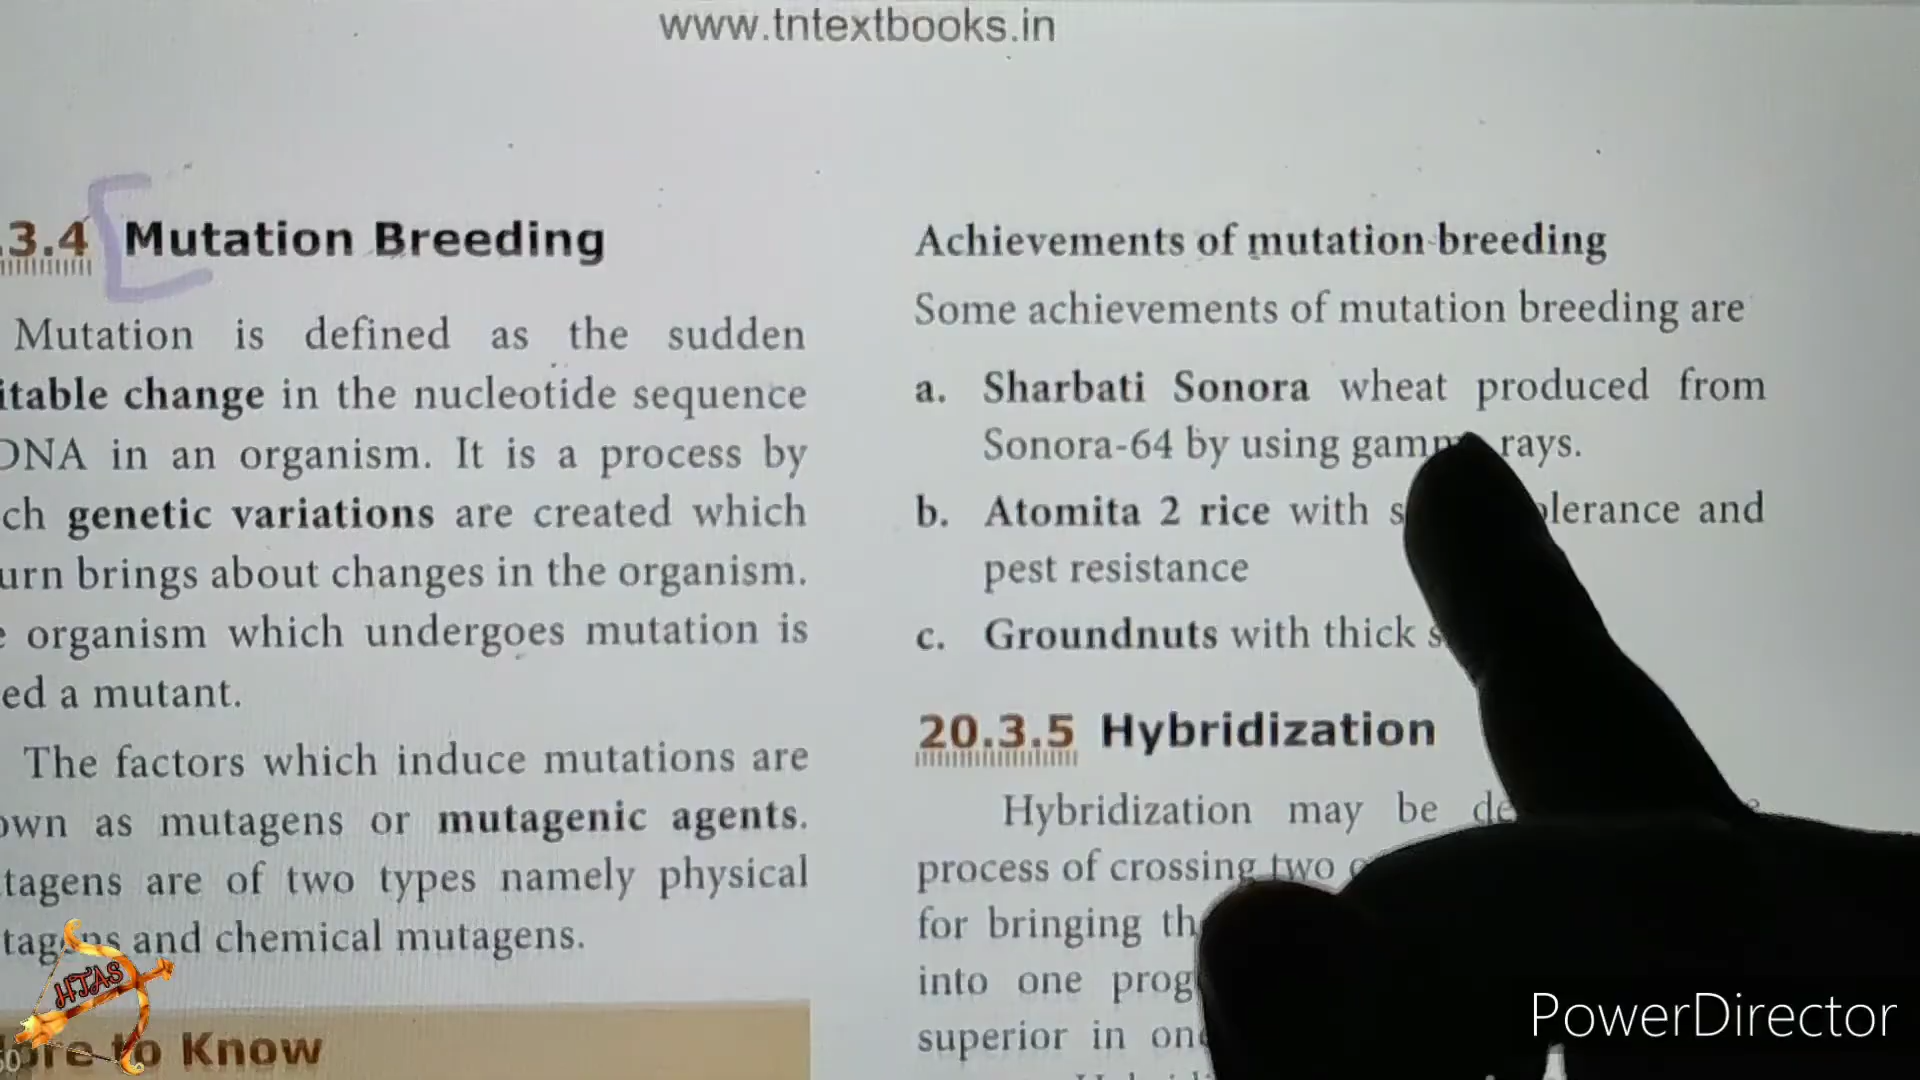 www.tntextbooks.in
.3.4 Mutation Breeding
Mutation is defined as the sudden
itable change in the nucleotide sequence
DNA in an organism. It is a process by
ch genetic variations are created which
urn brings about changes in the organism.
e organism which undergoes mutation is
ed a mutant.
The factors which induce mutations are
own as mutagens or mutagenic agents.
tagens are of two types namely physical
tagens and chemical mutagens.
HTAS
ore to Know
Achievements of mutation breeding
Some achievements of mutation breeding are
a. Sharbati Sonora wheat produced from
Sonora-64 by using rays.
b. Atomita 2 rice with and
pest resistance
c. Groundnuts with thick
20.3.5 Hybridization
Hybridization may be
process of crossing two
for bringing
into one
superior in
PowerDirector